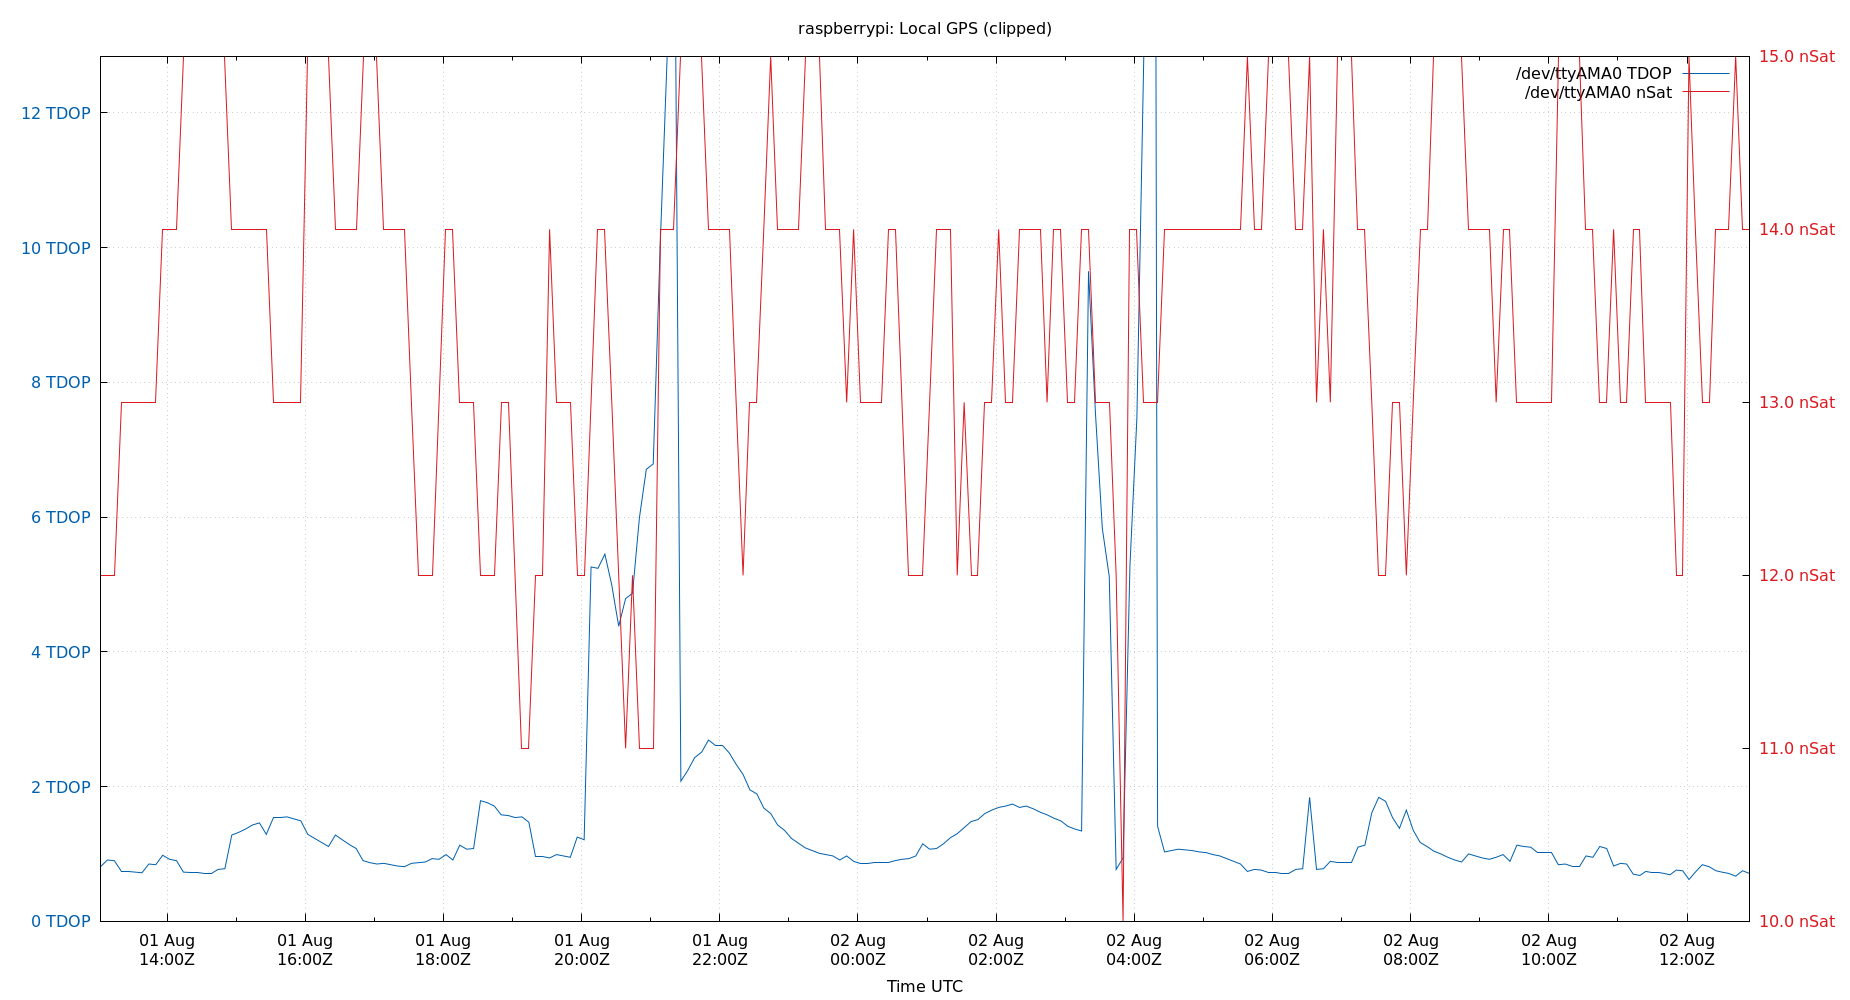 raspberrypi: Local GPS (clipped)
15.0 nSat
/dev/ttyAMA0 TDOP
/dev/ttyAMA0 nSat
12 TDOP
14.0 nSat
10 TDOP
8 TDOP
13.0 nSat
6 TDOP
12.0 nSat
4 TDOP
11.0 nSat
2 TDOP
0 TDOP
10.0 nSat
01 Aug 01 Aug 01 Aug 01 Aug 01 Aug 02 Aug 02 Aug 02 Aug 02 Aug 02 Aug 02 Aug 02 Aug
14:00Z 16:00Z 18:00Z 20:00Z 22:00Z 00:00Z 02:00Z 04:00Z 06:00Z 08:00Z 10:00Z 12:00Z
Time UTC